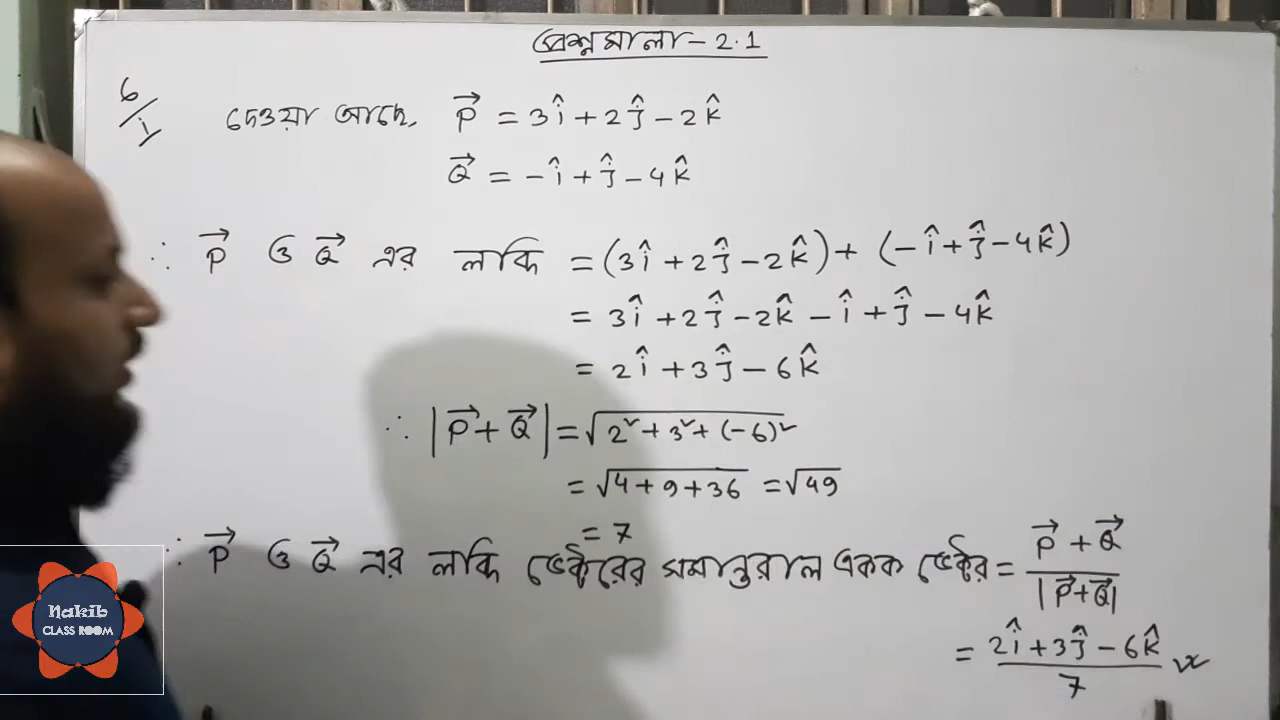 প্রশ্নমালা – 2.1
6/i দেওয়া আছে, P⃗ = 3î + 2ĵ – 2k̂
Q⃗ = – î + ĵ – 4k̂
∴ P⃗ ও Q⃗ এর লব্ধি = (3î + 2ĵ – 2k̂) + (– î + ĵ – 4k̂)
= 3î + 2ĵ – 2k̂ – î + ĵ – 4k̂
= 2î + 3ĵ – 6k̂
∴ |P⃗ + Q⃗| = √(2² + 3² + (–6)²)
= √(4 + 9 + 36) = √49
= 7
∴ P⃗ ও Q⃗ এর লব্ধি ভেক্টরের সমান্তরাল একক ভেক্টর = (P⃗ + Q⃗)/|P⃗ + Q⃗|
= (2î + 3ĵ – 6k̂)/7
Nakib
CLASS ROOM